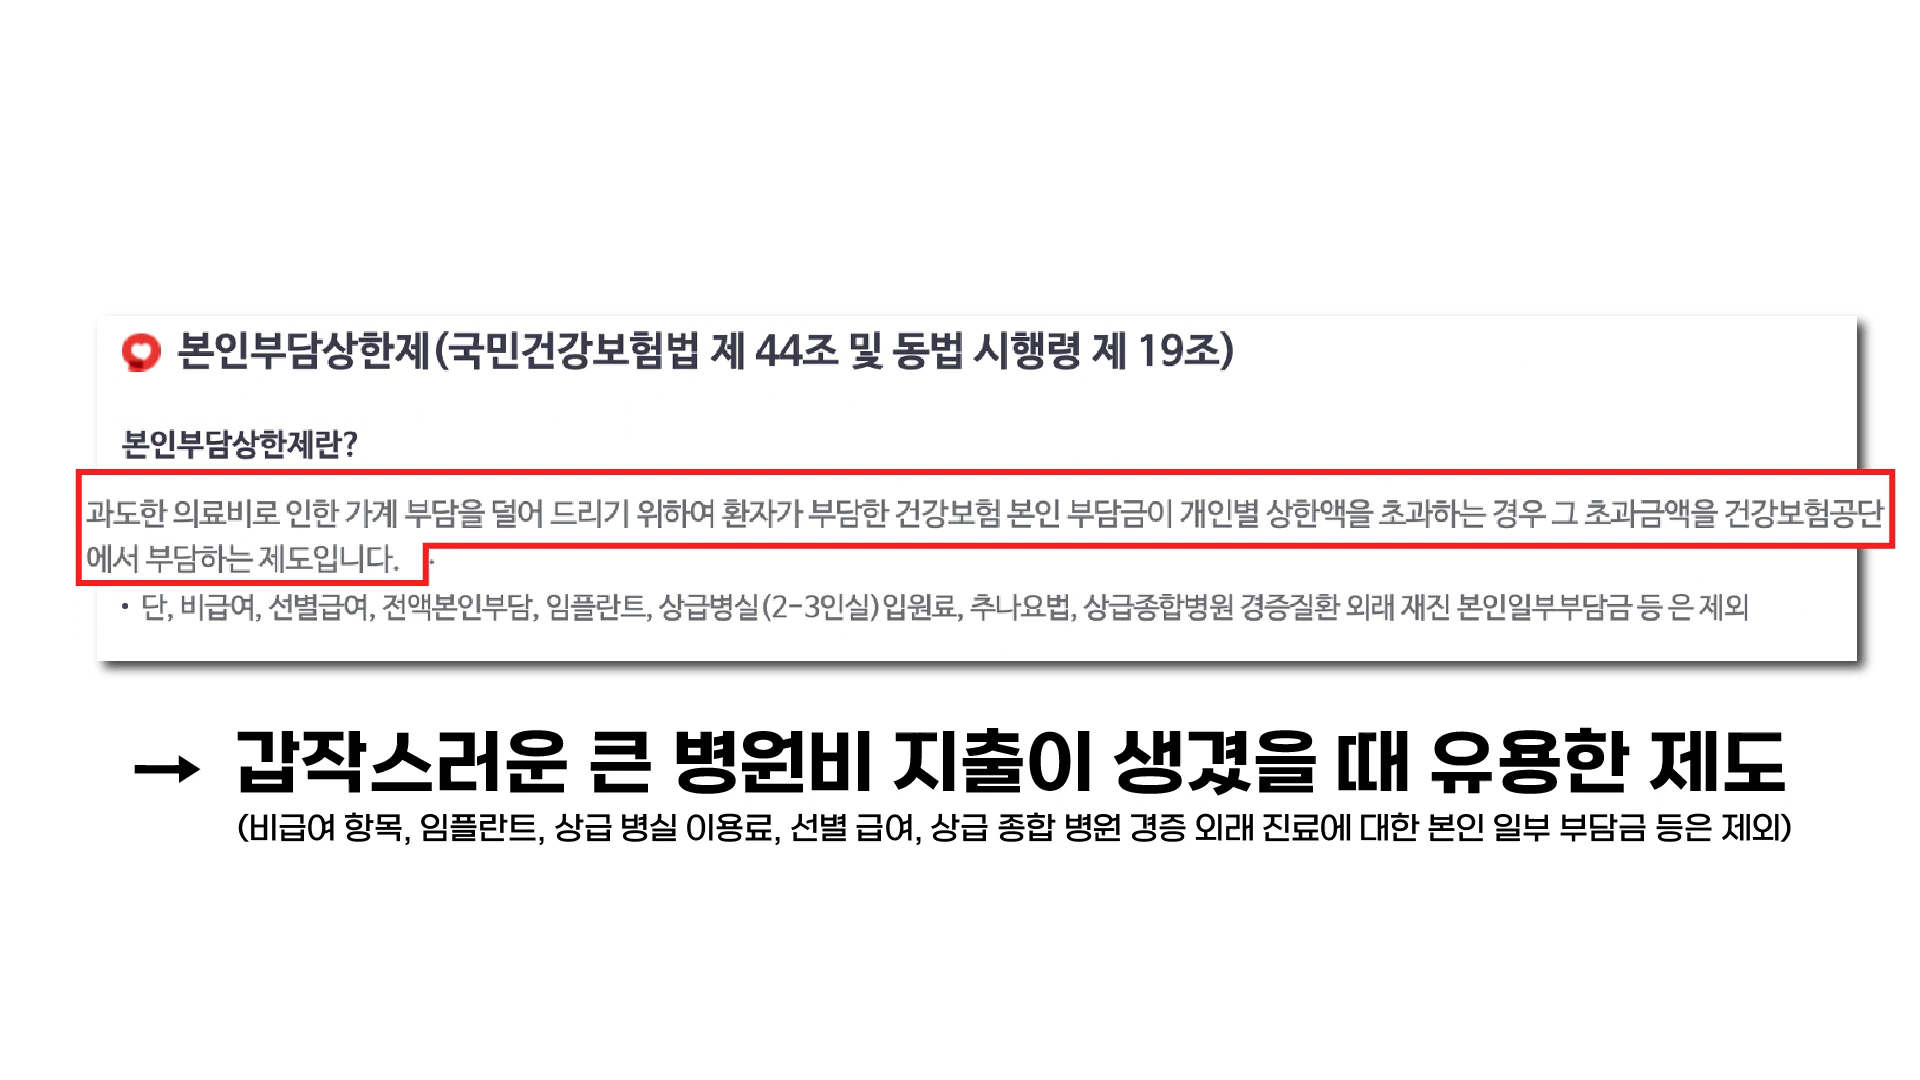 본인부담상한제(국민건강보험법 제 44조 및 동법 시행령 제 19조)
본인부담상한제란?
과도한 의료비로 인한 가계 부담을 덜어 드리기 위하여 환자가 부담한 건강보험 본인 부담금이 개인별 상한액을 초과하는 경우 그 초과금액을 건강보험공단
에서 부담하는 제도입니다.
• 단, 비급여, 선별급여, 전액본인부담, 임플란트, 상급병실(2-3인실)입원료, 추나요법, 상급종합병원 경증질환 외래 재진 본인일부부담금 등 은 제외
→ 갑작스러운 큰 병원비 지출이 생겼을 때 유용한 제도
(비급여 항목, 임플란트, 상급 병실 이용료, 선별 급여, 상급 종합 병원 경증 외래 진료에 대한 본인 일부 부담금 등은 제외)